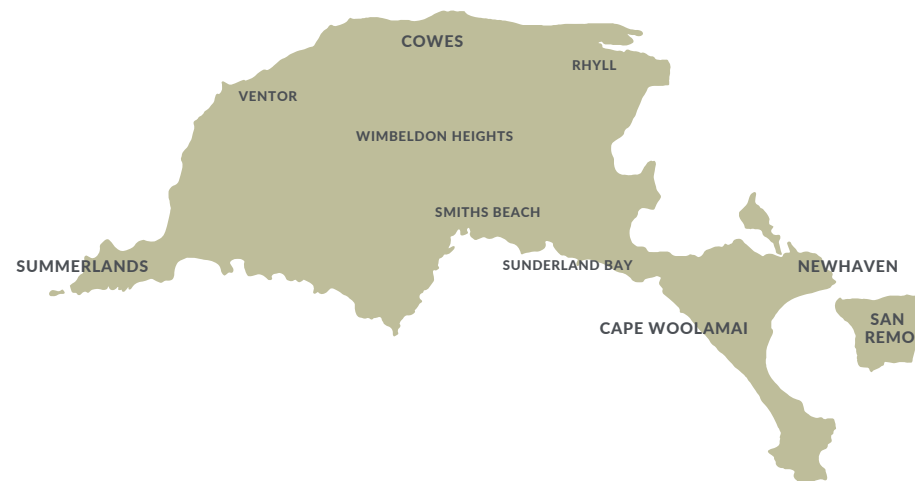 COWES
RHYLL
VENTOR
WIMBELDON HEIGHTS
SMITHS BEACH
SUMMERLANDS
SUNDERLAND BAY
NEWHAVEN
SAN
REMO
CAPE WOOLAMAI